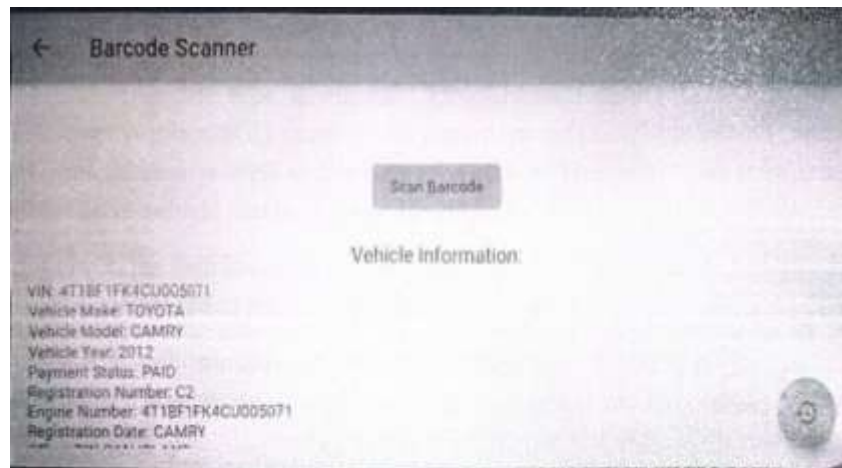 Barcode Scanner
Scan Barcode
Vehicle Information:
VIN: 4T1BF1FK4CU005071
Vehicle Make: TOYOTA
Vehicle Model: CAMRY
Vehicle Year: 2012
Payment Status: PAID
Registration Number: C2
Engine Number: 4T1BF1FK4CU005071
Registration Date: CAMRY